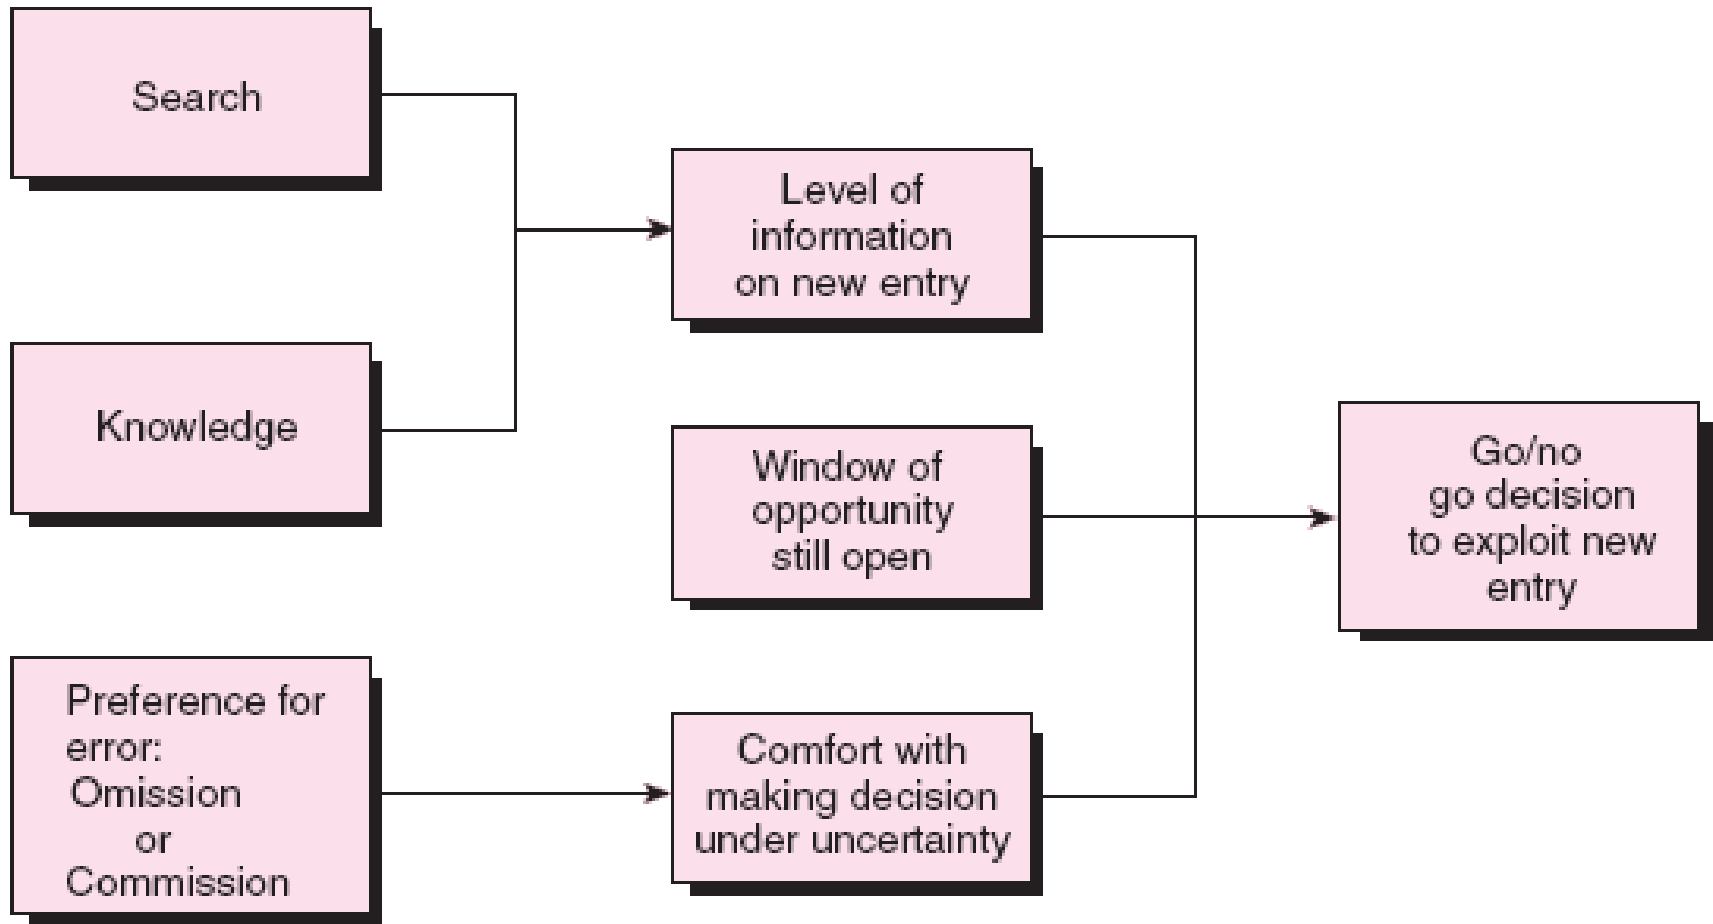 Search
Knowledge
Preference for
error:
Omission
or
Commission
Level of
information
on new entry
Window of
opportunity
still open
Comfort with
making decision
under uncertainty
Go/no
go decision
to exploit new
entry